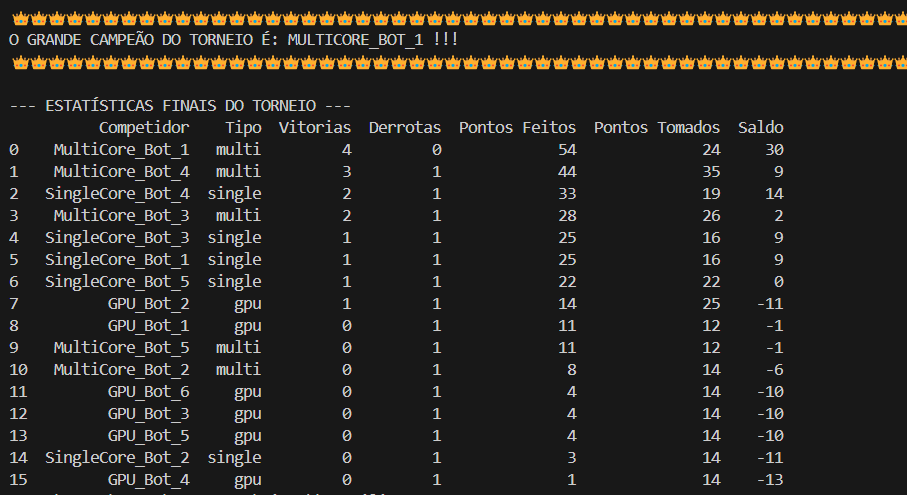 O GRANDE CAMPEÃO DO TORNEIO É: MULTICORE_BOT_1 !!!
--- ESTATÍSTICAS FINAIS DO TORNEIO ---
Competidor Tipo Vitorias Derrotas Pontos Feitos Pontos Tomados Saldo
0 MultiCore_Bot_1 multi 4 0 54 24 30
1 MultiCore_Bot_4 multi 3 1 44 35 9
2 SingleCore_Bot_4 single 2 1 33 19 14
3 MultiCore_Bot_3 multi 2 1 28 26 2
4 SingleCore_Bot_3 single 1 1 25 16 9
5 SingleCore_Bot_1 single 1 1 25 16 9
6 SingleCore_Bot_5 single 1 1 22 22 0
7 GPU_Bot_2 gpu 1 1 14 25 -11
8 GPU_Bot_1 gpu 0 1 11 12 -1
9 MultiCore_Bot_5 multi 0 1 11 12 -1
10 MultiCore_Bot_2 multi 0 1 8 14 -6
11 GPU_Bot_6 gpu 0 1 4 14 -10
12 GPU_Bot_3 gpu 0 1 4 14 -10
13 GPU_Bot_5 gpu 0 1 4 14 -10
14 SingleCore_Bot_2 single 0 1 3 14 -11
15 GPU_Bot_4 gpu 0 1 1 14 -13